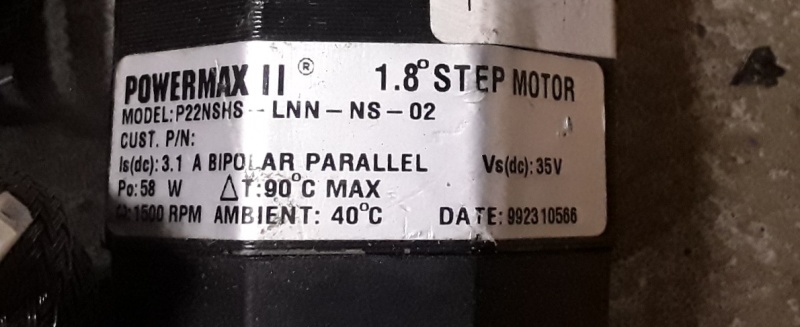 POWERMAX II ® 1.8° STEP MOTOR
MODEL: P22NSHS - LNN - NS - 02
CUST. P/N:
Is(dc): 3.1 A BIPOLAR PARALLEL Vs(dc): 35V
Po: 58 W ΔT: 90°C MAX
: 1500 RPM AMBIENT: 40°C DATE: 992310566